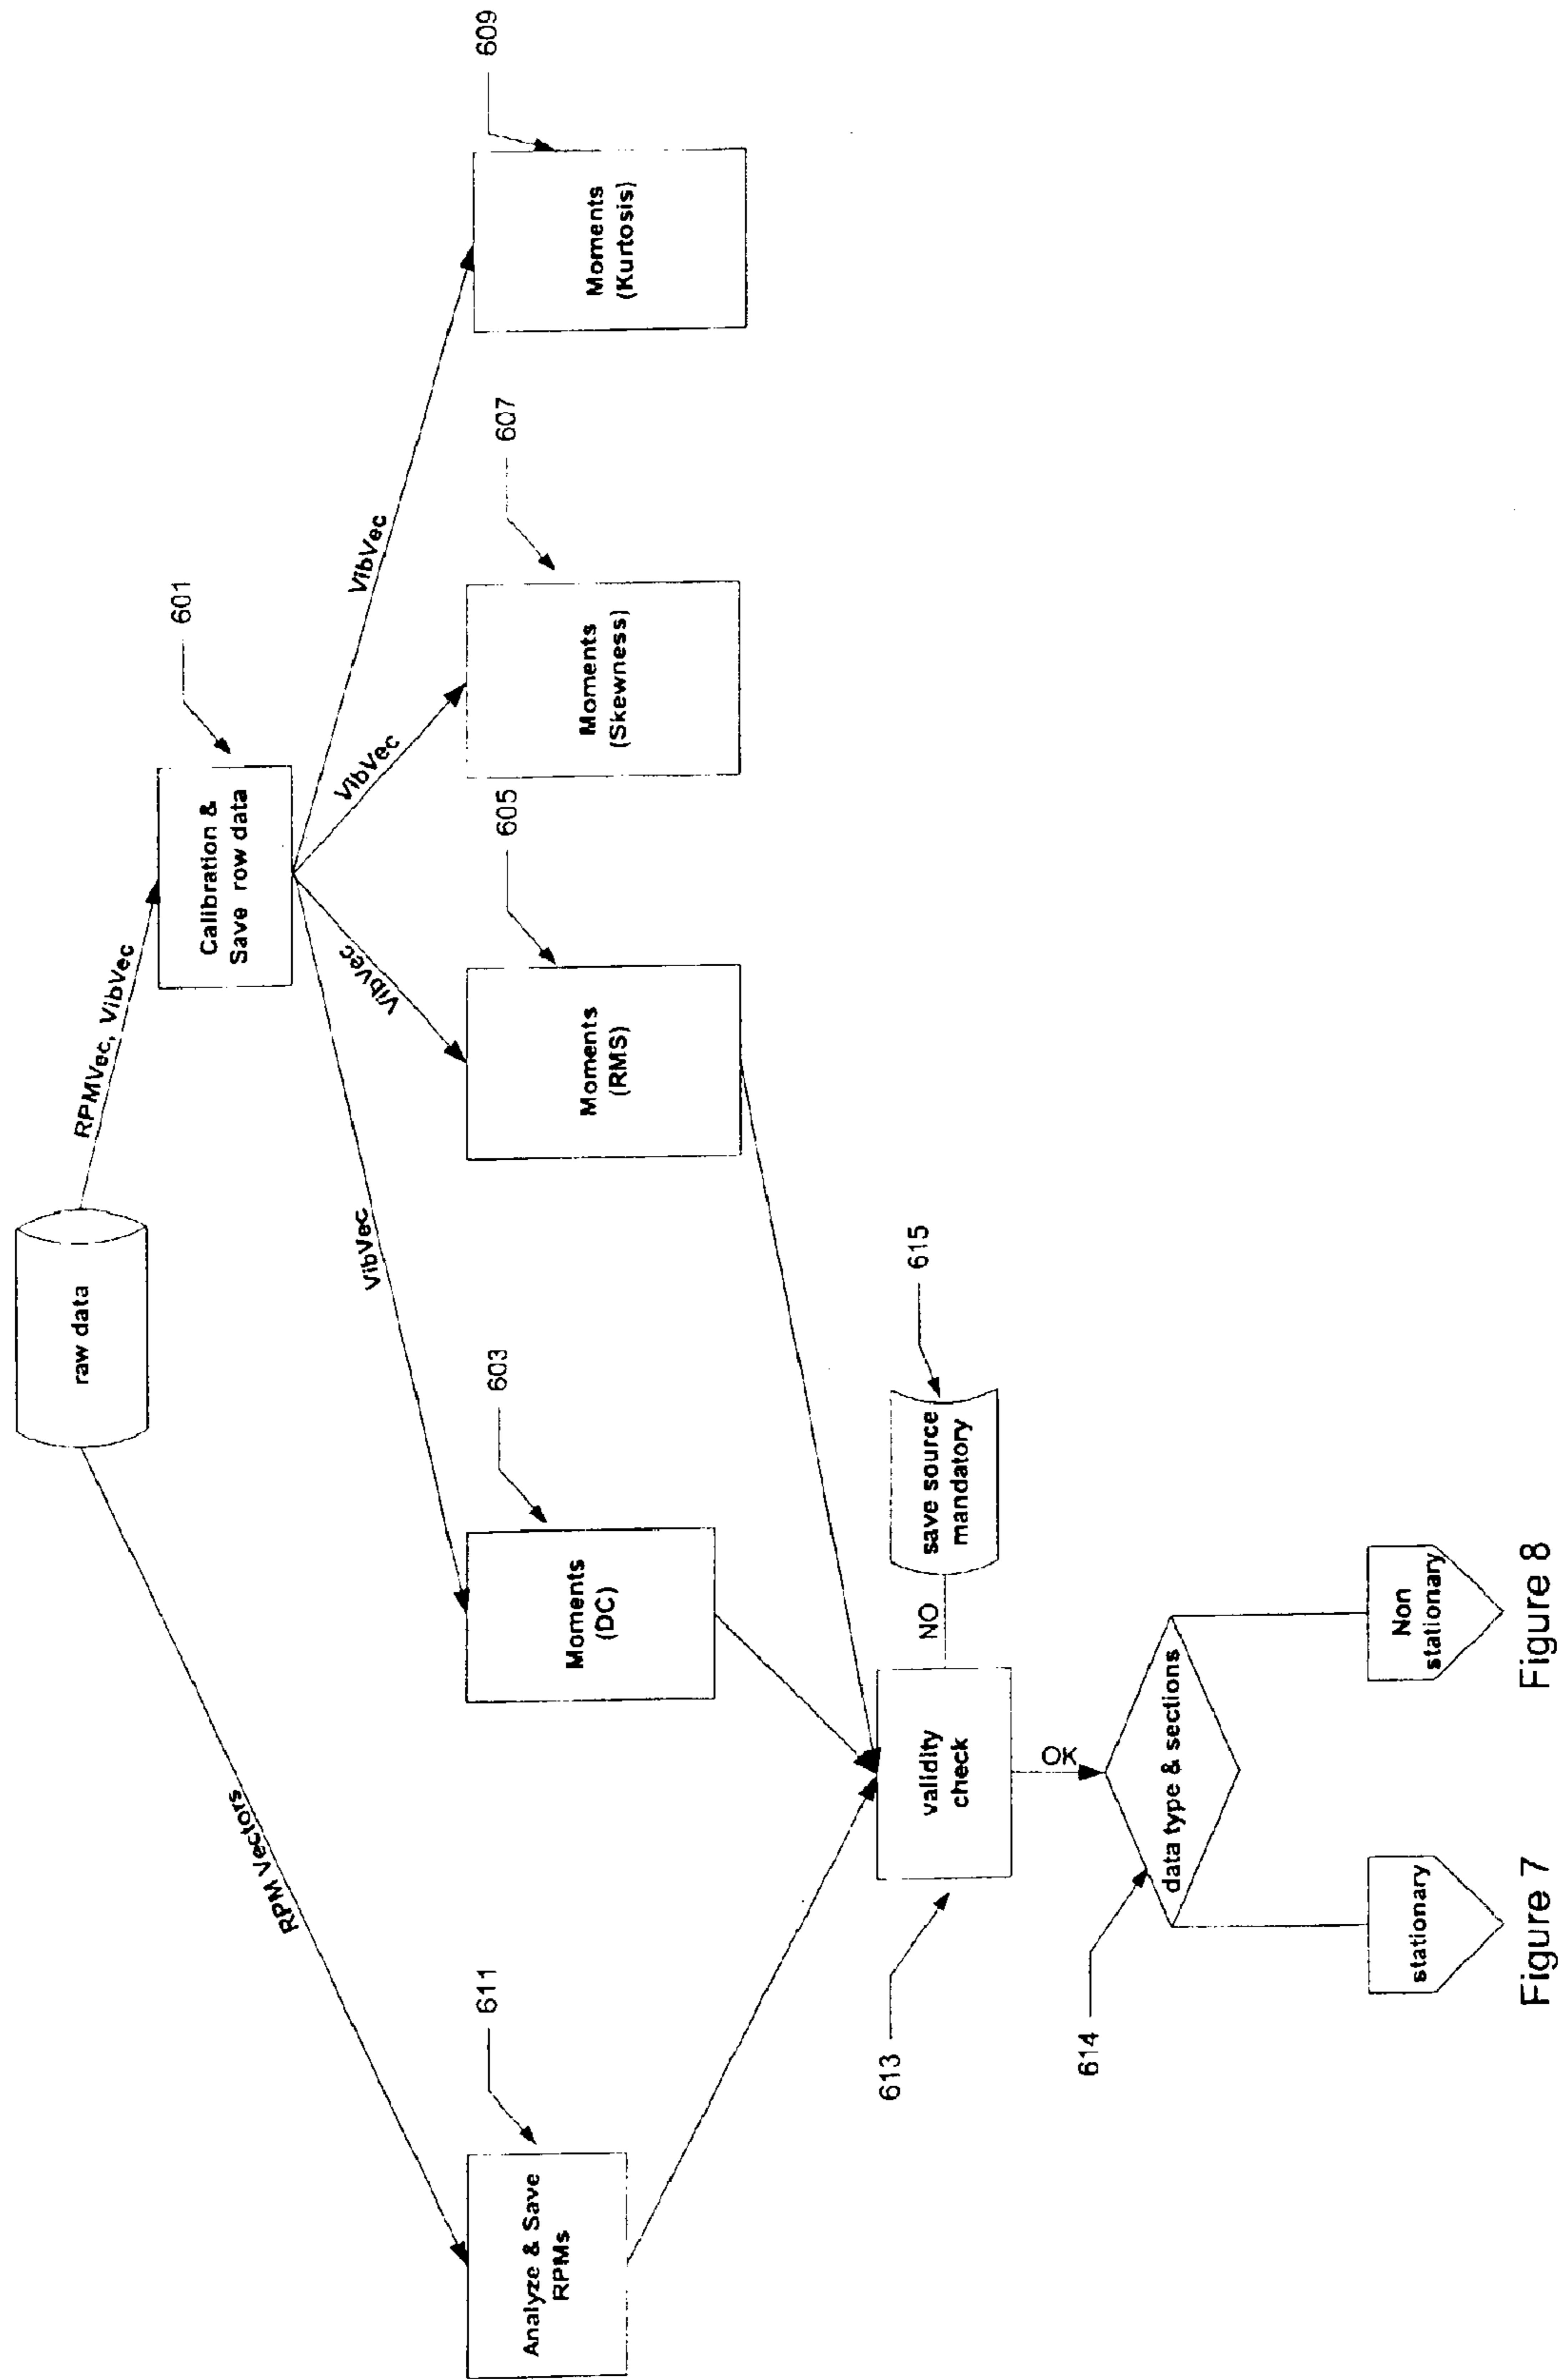 raw data
RPM Vectors
RPMVec, VibVec
601
Calibration &
Save row data
VibVec
VibVec
VibVec
VibVec
611
Analyze & Save
RPMs
603
Moments
(DC)
605
Moments
(RMS)
607
Moments
(Skewness)
609
Moments
(Kurtosis)
613
validity
check
NO
615
save source
mandatory
OK
614
data type & sections
stationary
Non
stationary
Figure 7
Figure 8